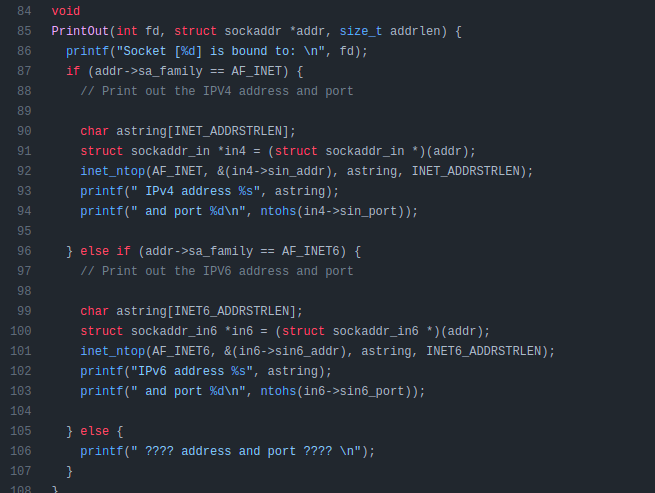 84 void
85 PrintOut(int fd, struct sockaddr *addr, size_t addrlen) {
86   printf("Socket [%d] is bound to: \n", fd);
87   if (addr->sa_family == AF_INET) {
88     // Print out the IPV4 address and port
89
90     char astring[INET_ADDRSTRLEN];
91     struct sockaddr_in *in4 = (struct sockaddr_in *)(addr);
92     inet_ntop(AF_INET, &(in4->sin_addr), astring, INET_ADDRSTRLEN);
93     printf(" IPv4 address %s", astring);
94     printf(" and port %d\n", ntohs(in4->sin_port));
95
96   } else if (addr->sa_family == AF_INET6) {
97     // Print out the IPV6 address and port
98
99     char astring[INET6_ADDRSTRLEN];
100     struct sockaddr_in6 *in6 = (struct sockaddr_in6 *)(addr);
101     inet_ntop(AF_INET6, &(in6->sin6_addr), astring, INET6_ADDRSTRLEN);
102     printf("IPv6 address %s", astring);
103     printf(" and port %d\n", ntohs(in6->sin6_port));
104
105   } else {
106     printf(" ???? address and port ???? \n");
107   }
108 }